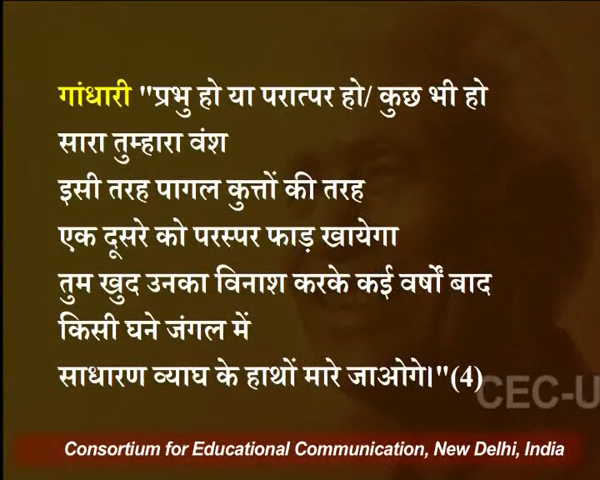 गांधारी "प्रभु हो या परात्पर हो/ कुछ भी हो
सारा तुम्हारा वंश
इसी तरह पागल कुत्तों की तरह
एक दूसरे को परस्पर फाड़ खायेगा
तुम खुद उनका विनाश करके कई वर्षों बाद
किसी घने जंगल में
साधारण व्याघ के हाथों मारे जाओगे।"(4)
CEC-U
Consortium for Educational Communication, New Delhi, India